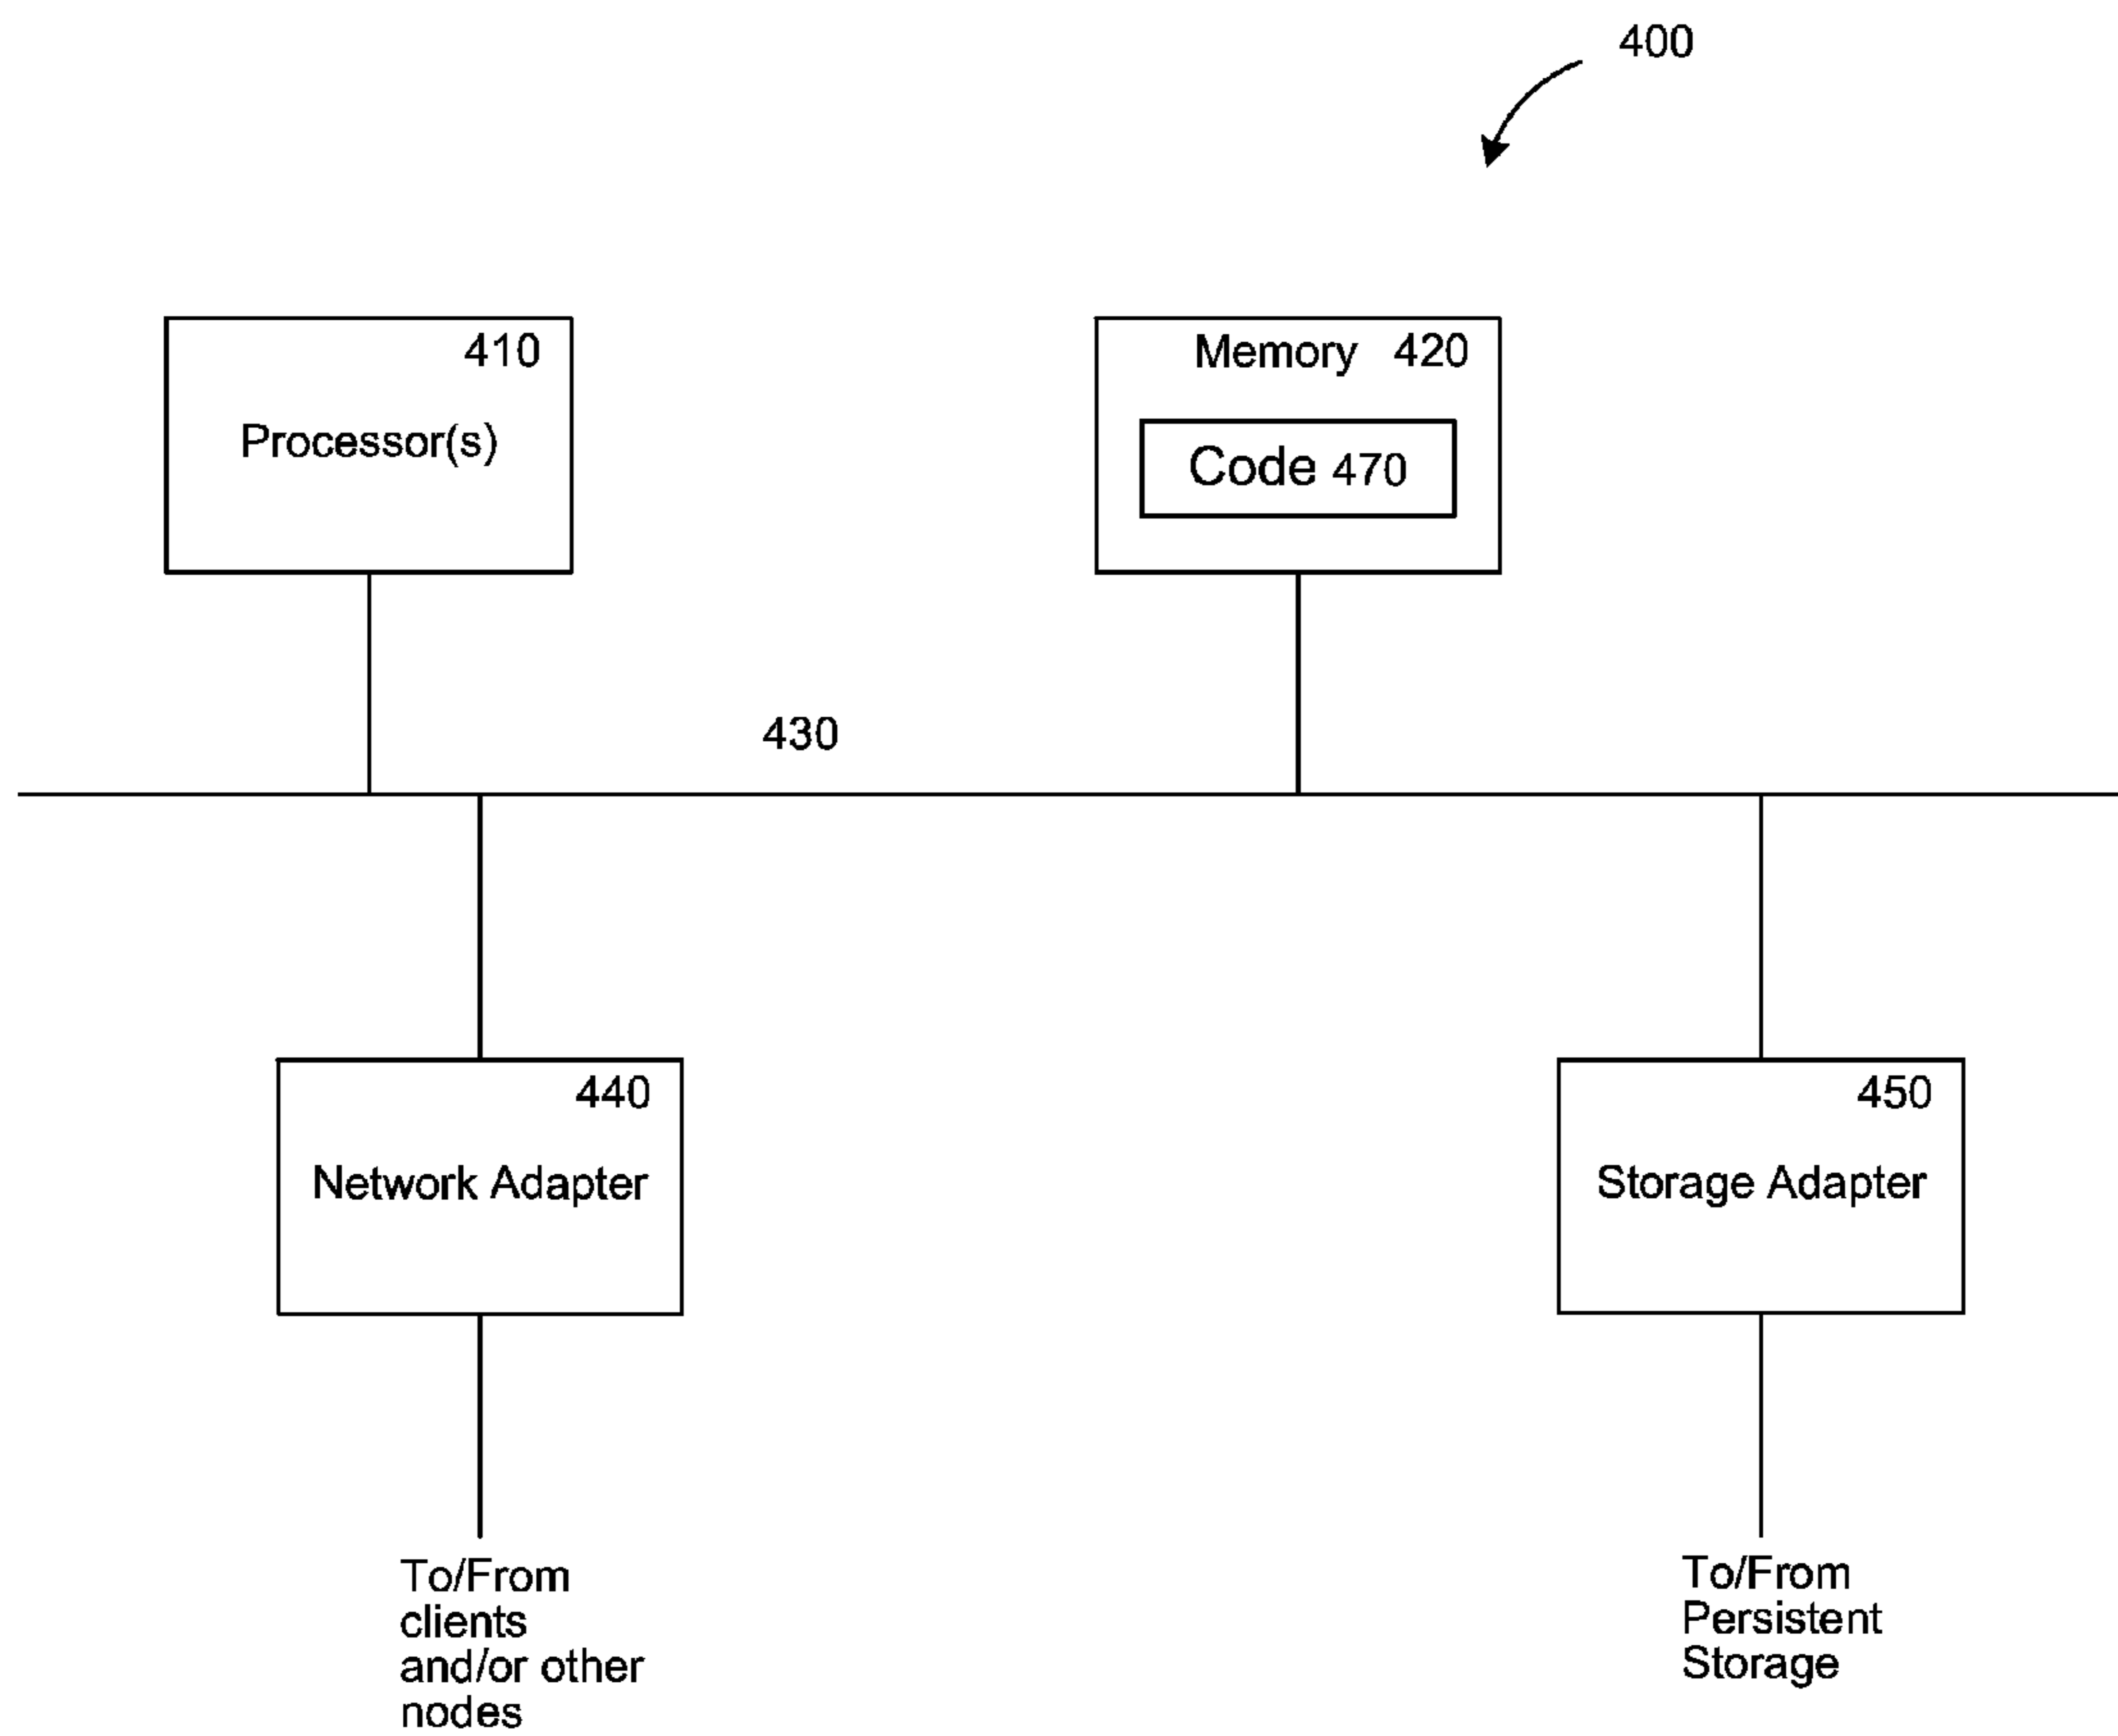 400
410
Processor(s)
Memory 420
Code 470
430
440
Network Adapter
450
Storage Adapter
To/From
clients
and/or other
nodes
To/From
Persistent
Storage